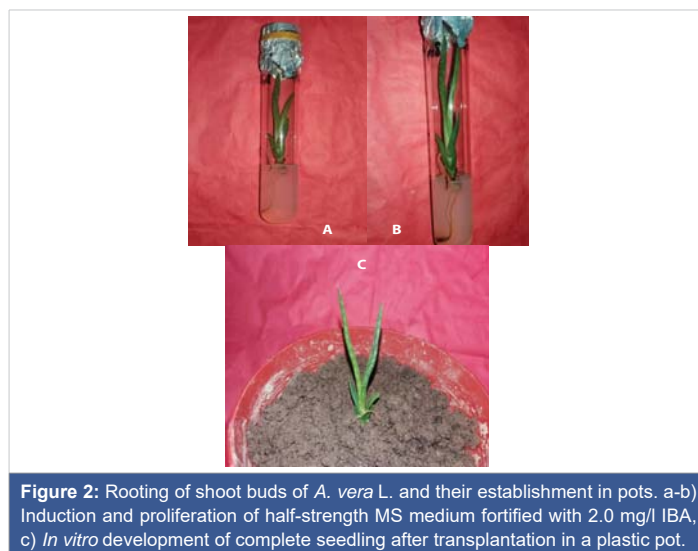 A
B
C
Figure 2: Rooting of shoot buds of A. vera L. and their establishment in pots. a-b)
Induction and proliferation of half-strength MS medium fortified with 2.0 mg/l IBA,
c) In vitro development of complete seedling after transplantation in a plastic pot.